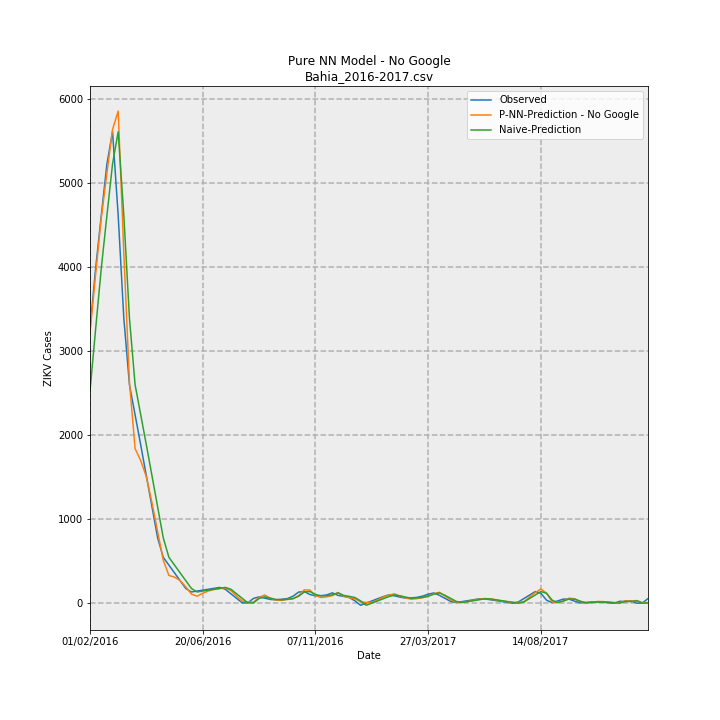 Pure NN Model - No Google
Bahia_2016-2017.csv
Observed
P-NN-Prediction - No Google
Naive-Prediction
6000
5000
4000
3000
2000
1000
0
ZIKV Cases
01/02/2016
20/06/2016
07/11/2016
27/03/2017
14/08/2017
Date